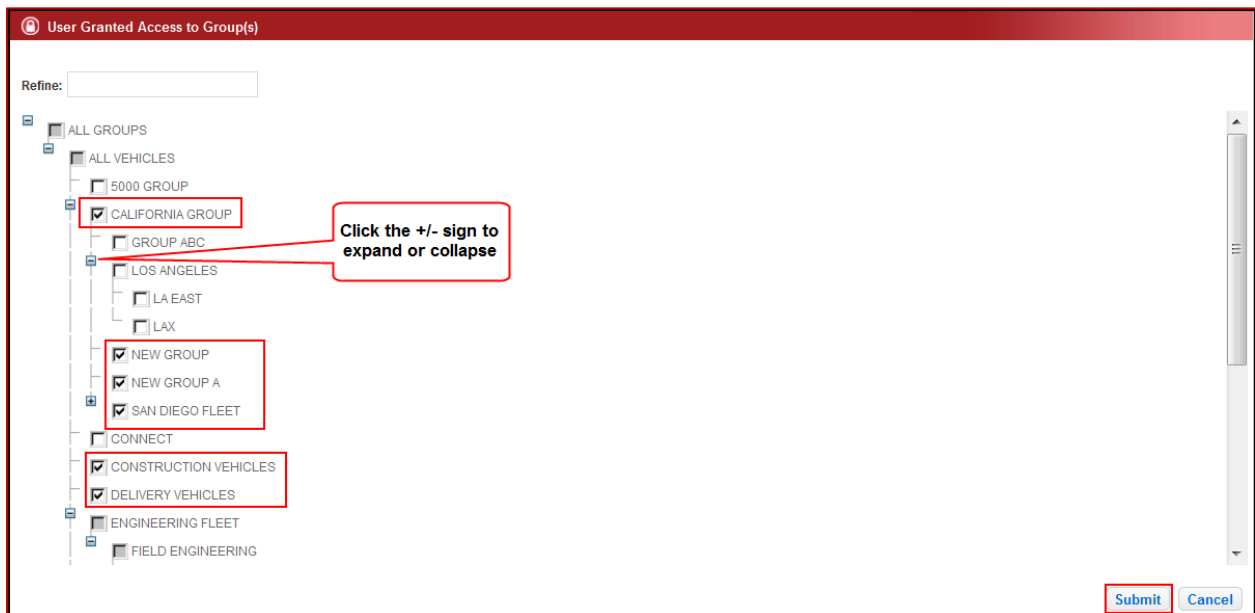 User Granted Access to Group(s)
Refine:
ALL GROUPS
ALL VEHICLES
5000 GROUP
CALIFORNIA GROUP
GROUP ABC
Click the +/- sign to
expand or collapse
LOS ANGELES
LA EAST
LAX
NEW GROUP
NEW GROUP A
SAN DIEGO FLEET
CONNECT
CONSTRUCTION VEHICLES
DELIVERY VEHICLES
ENGINEERING FLEET
FIELD ENGINEERING
Submit Cancel